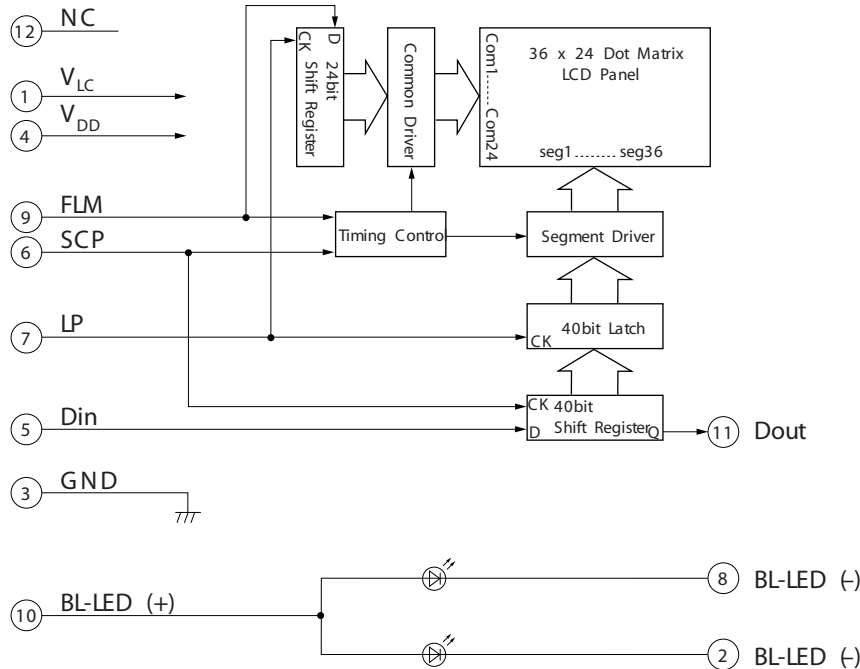 12 NC
1 VLC
4 VDD
9 FLM
6 SCP
7 LP
5 Din
3 GND
10 BL-LED (+)
CK D 24bit
Shift Register
Common Driver
Com1......Com24
36 x 24 Dot Matrix
LCD Panel
seg1........ seg36
Timing Control
Segment Driver
40bit Latch
CK
CK 40bit
Shift Register
D
Q
11 Dout
8 BL-LED (–)
2 BL-LED (–)